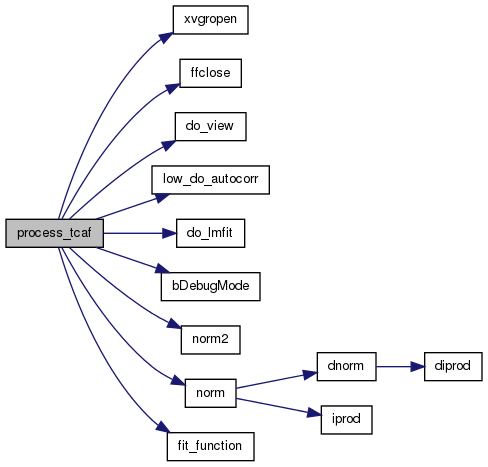 xvgropen
ffclose
do_view
low_do_autocorr
process_tcaf
do_lmfit
bDebugMode
norm2
dnorm
diprod
norm
iprod
fit_function